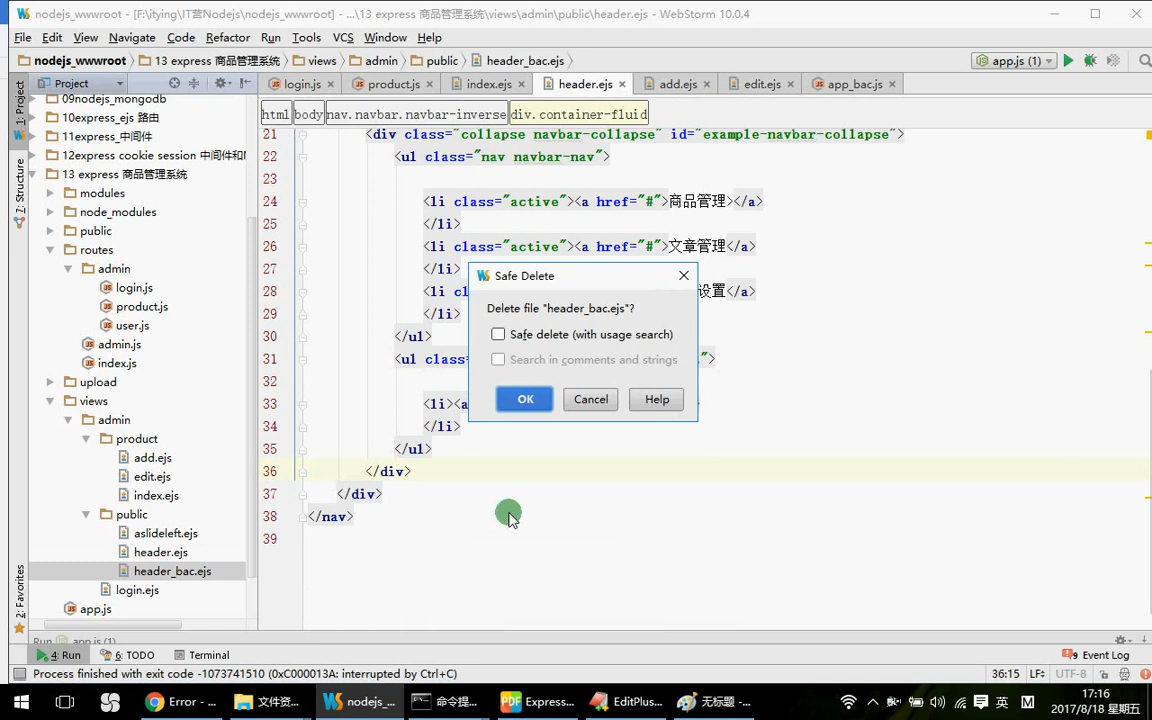 nodejs_wwwroot - [F:\itying\IT营Nodejs\nodejs_wwwroot] - ...\13 express 商品管理系统\views\admin\public\header.ejs - WebStorm 10.0.4
File Edit View Navigate Code Refactor Run Tools VCS Window Help
nodejs_wwwroot 13 express 商品管理系统 views admin public header_bac.ejs app.js (1)
Project login.js product.js index.js header.ejs add.ejs edit.ejs app_bac.js
1: Project
7: Structure
2: Favorites
09nodejs_mongodb
10express_ejs 路由
11express_中间件
12express cookie session 中间件和
13 express 商品管理系统
modules
node_modules
public
routes
admin
login.js
product.js
user.js
admin.js
index.js
upload
views
admin
product
add.ejs
edit.ejs
index.ejs
public
aslideleft.ejs
header.ejs
header_bac.ejs
login.ejs
app.js
html body nav.navbar.navbar-inverse div.container-fluid
21 <div class="collapse navbar-collapse" id="example-navbar-collapse">
22 <ul class="nav navbar-nav">
23
24 <li class="active"><a href="#">商品管理></a>
25 </li>
26 <li class="active"><a href="#">文章管理</a>
27 </li>
28 <li cl 设置</a>
29 </li>
30 </ul>
31 <ul class= ">
32
33 <li><a
34 </li>
35 </ul>
36 </div>
37 </div>
38 </nav>
39
Safe Delete
Delete file "header_bac.ejs"?
Safe delete (with usage search)
Search in comments and strings
OK Cancel Help
Run app.js (1)
4: Run 6: TODO Terminal Event Log
Process finished with exit code -1073741510 (0xC000013A: interrupted by Ctrl+C) 36:15 LF÷ UTF-8
Error - ... 文件资... nodejs_... 命令提... Express... EditPlus... 无标题 -... 英 M
17:16
2017/8/18 星期五